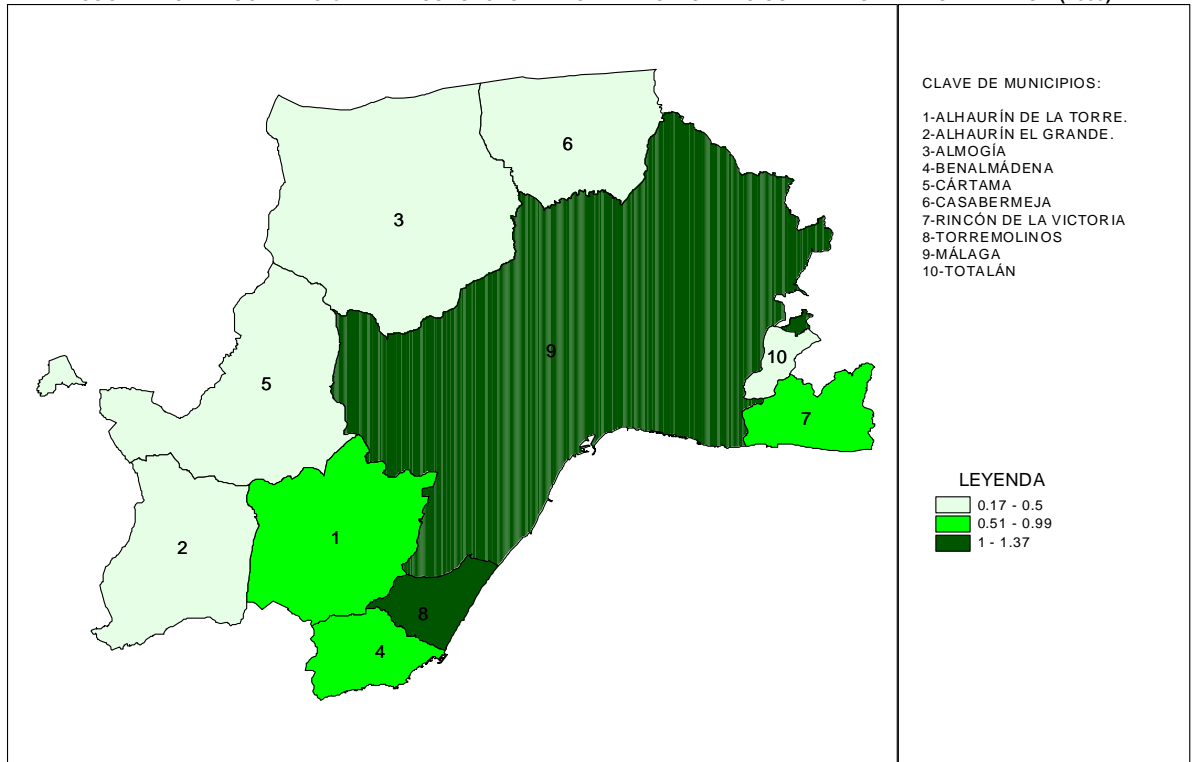 CLAVE DE MUNICIPIOS:
1-ALHAURÍN DE LA TORRE.
2-ALHAURÍN EL GRANDE.
3-ALMOGÍA
4-BENALMÁDENA
5-CÁRTAMA
6-CASABERMEJA
7-RINCÓN DE LA VICTORIA
8-TORREMOLINOS
9-MÁLAGA
10-TOTALÁN
6
3
9
10
5
7
1
2
8
4
LEYENDA
0.17 - 0.5
0.51 - 0.99
1 - 1.37